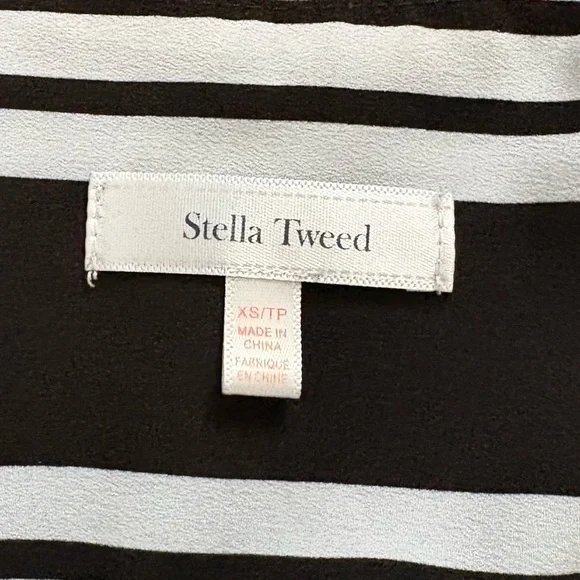 Stella Tweed
XS/TP
MADE IN
CHINA
FABRIQUE
EN CHINE